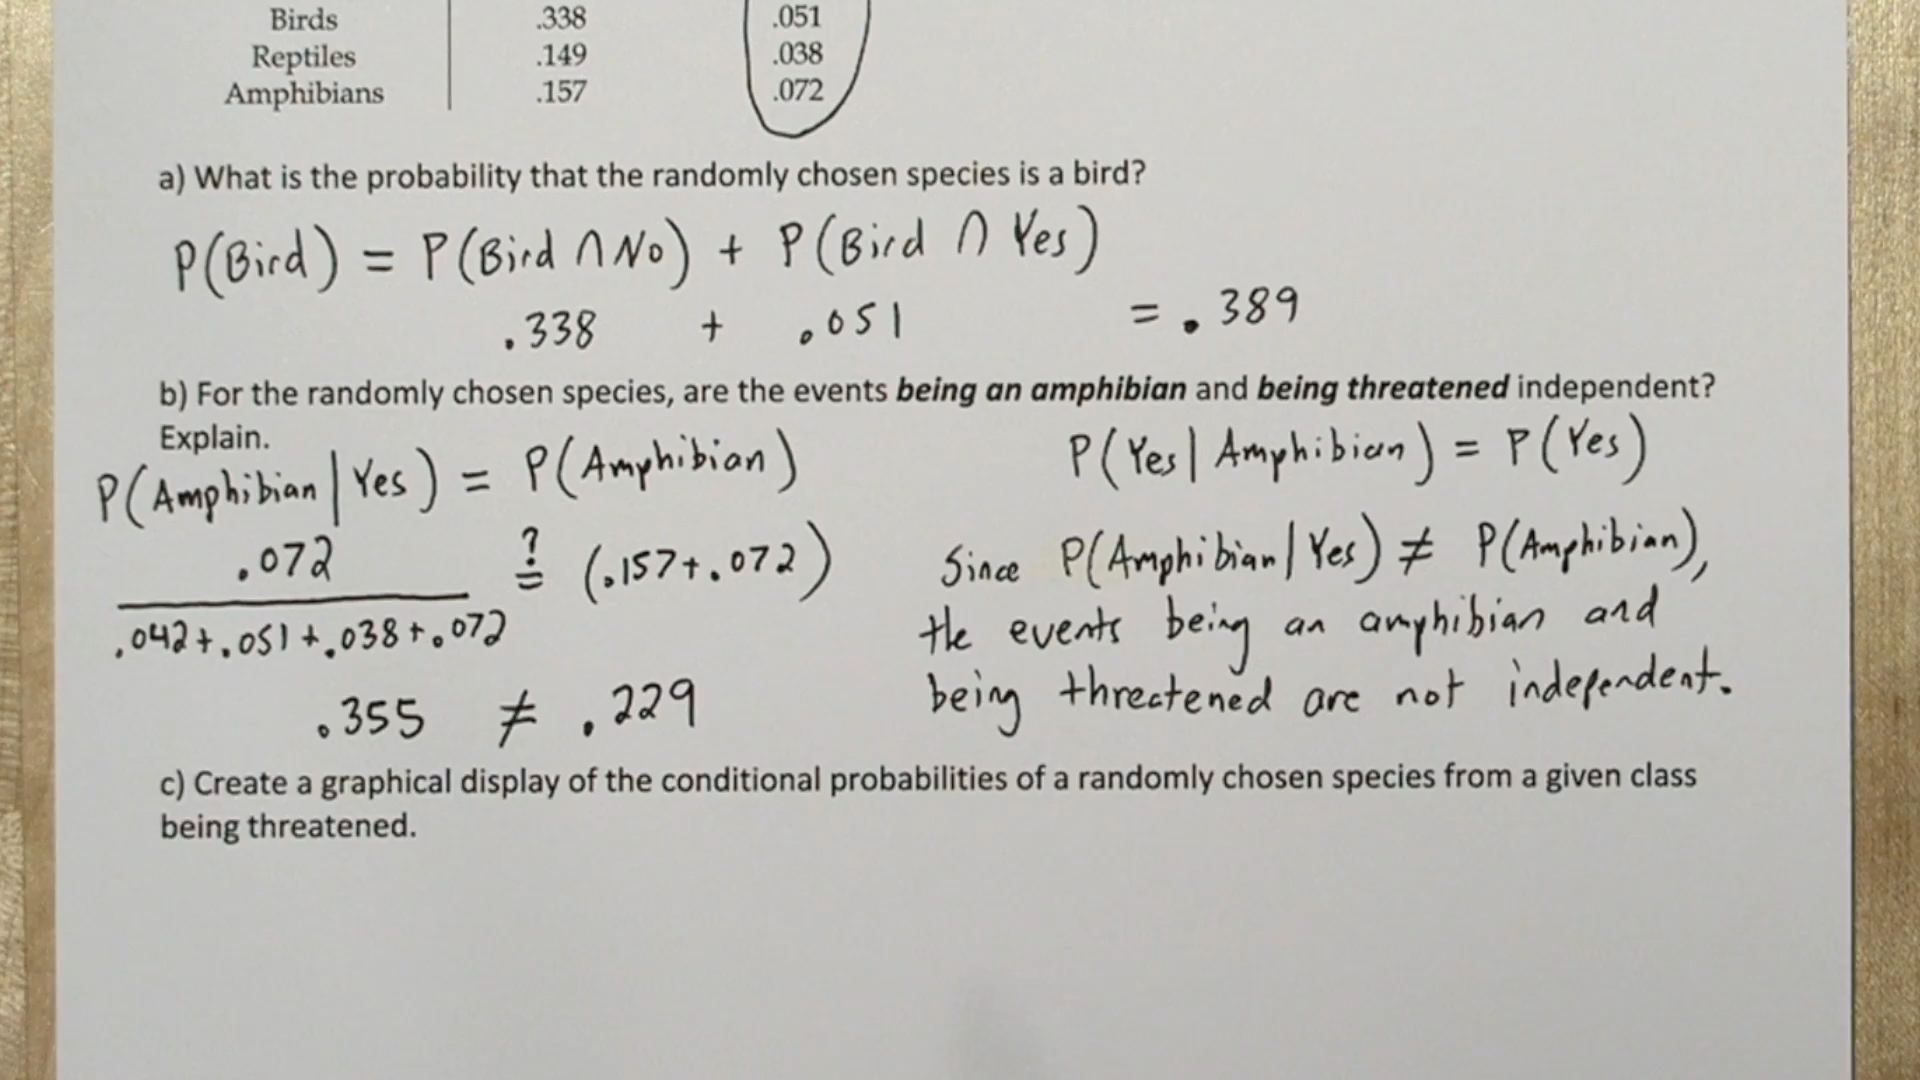 Birds .338 .051
Reptiles .149 .038
Amphibians .157 .072
a) What is the probability that the randomly chosen species is a bird?
P(Bird) = P(Bird ∩ No) + P(Bird ∩ Yes)
.338 + .051 = .389
b) For the randomly chosen species, are the events being an amphibian and being threatened independent?
Explain.
P(Amphibian | Yes) = P(Amphibian)
.072 ≟ (.157+.072)
.042+.051+.038+.072
.355 ≠ .229
P(Yes | Amphibian) = P(Yes)
Since P(Amphibian | Yes) ≠ P(Amphibian),
the events being an amphibian and
being threatened are not independent.
c) Create a graphical display of the conditional probabilities of a randomly chosen species from a given class
being threatened.